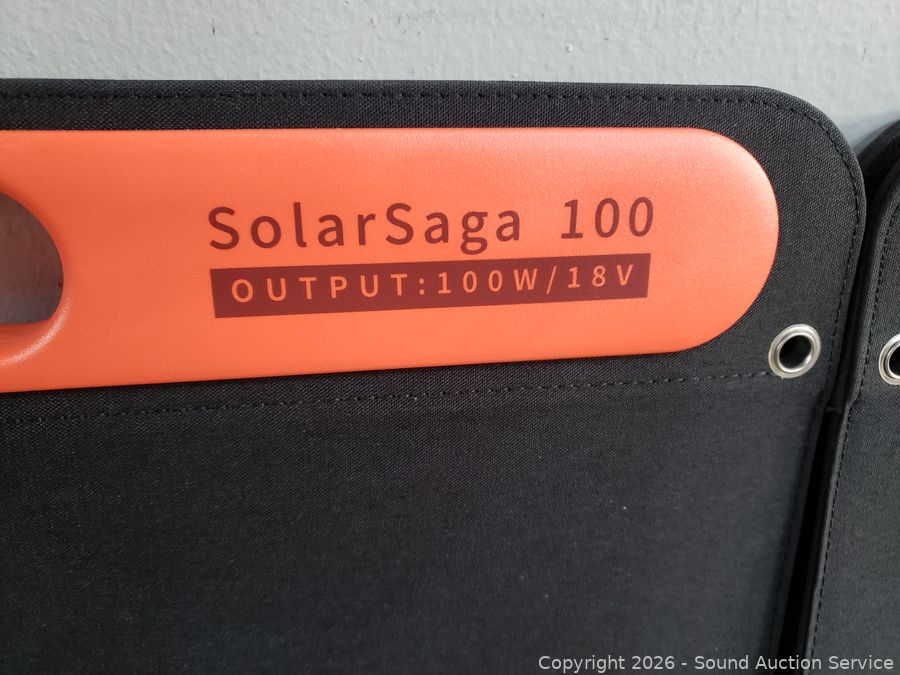 SolarSaga 100
OUTPUT:100W/18V
Copyright 2026 - Sound Auction Service